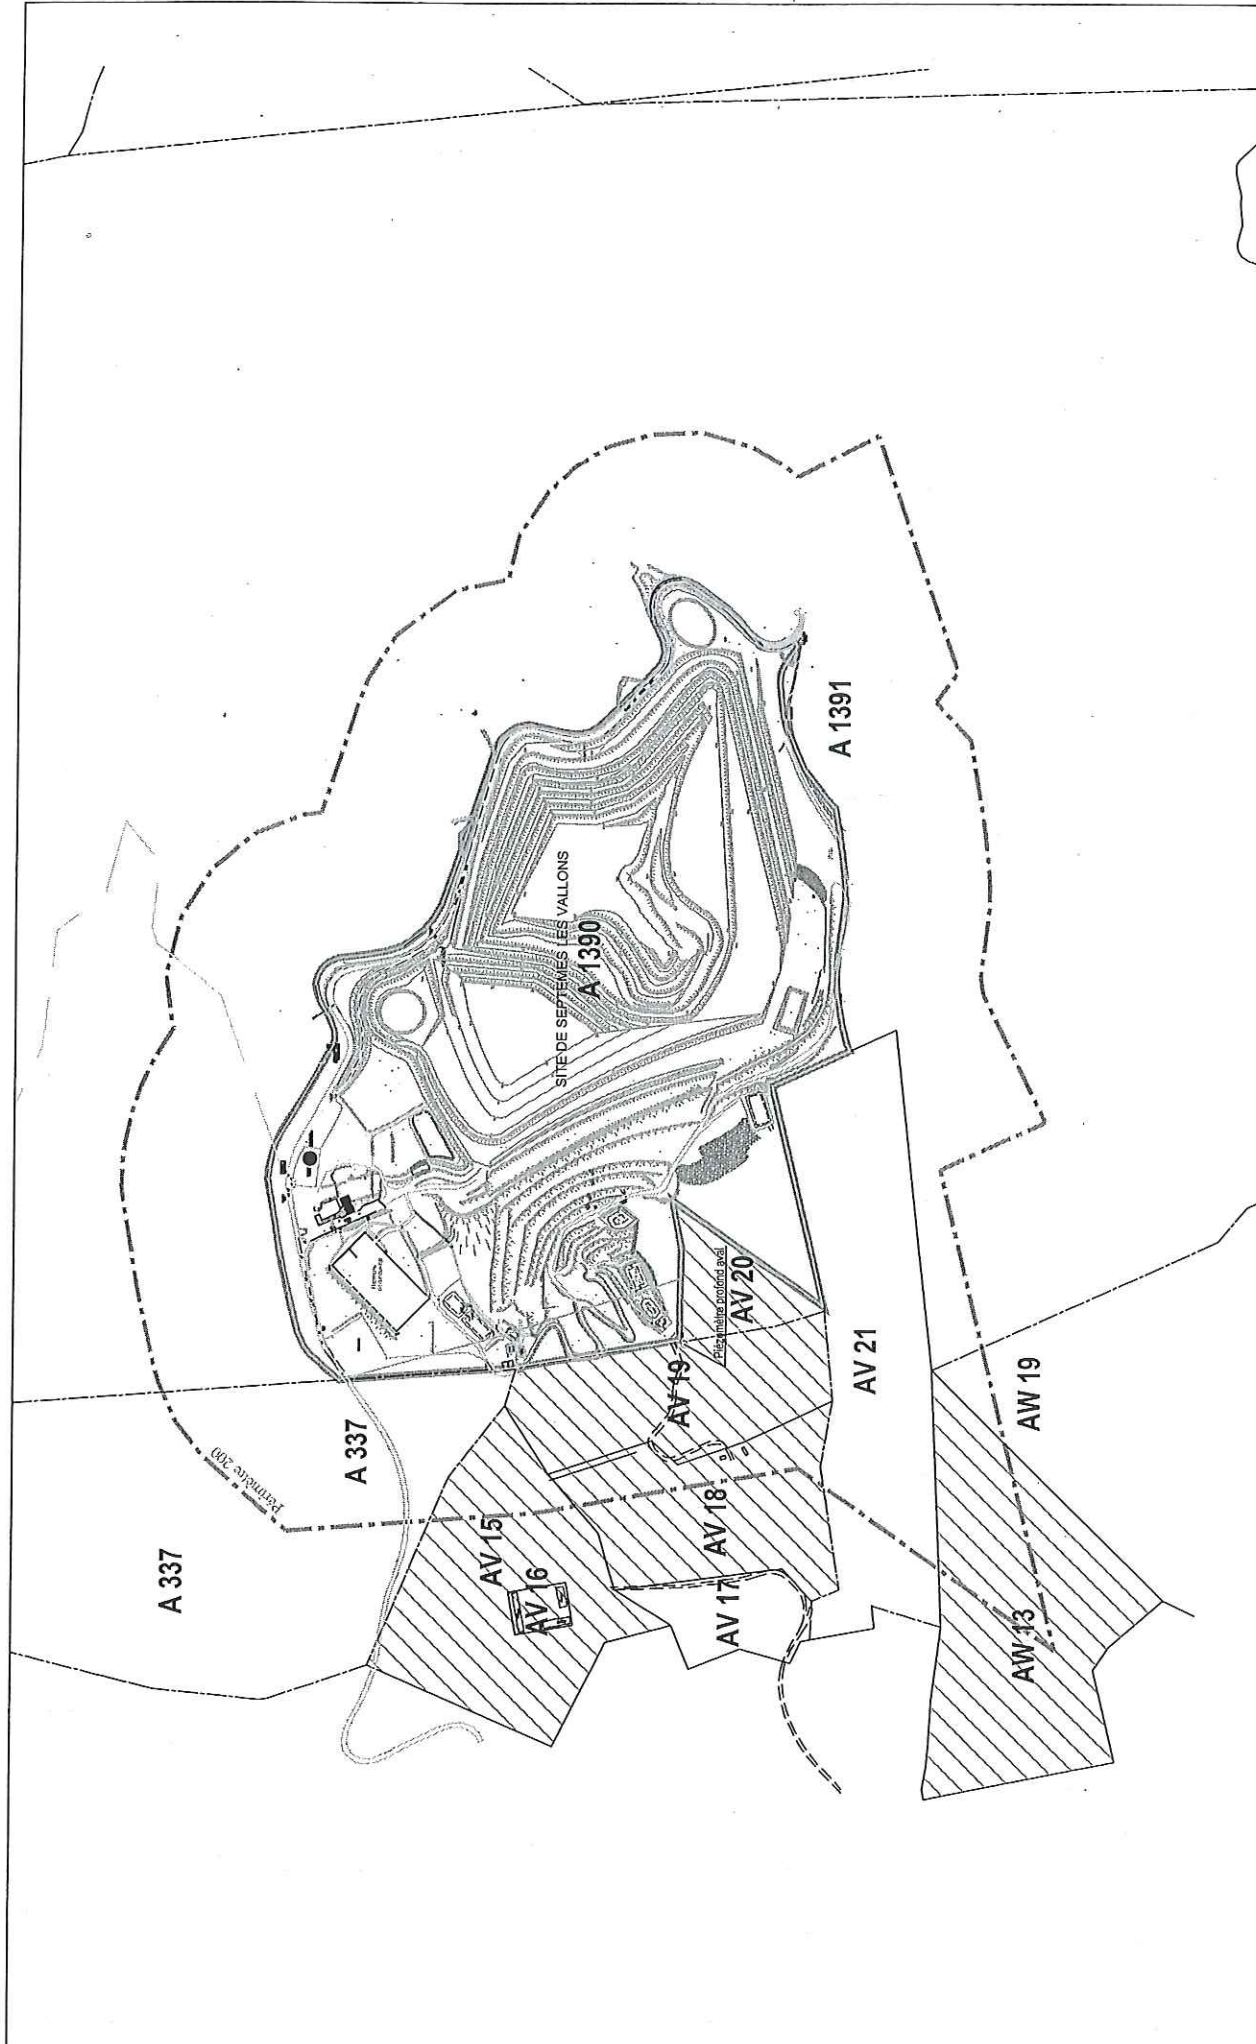 Périmètre 200
A 337
A 337
SITE DE SEPTEMES LES VALLONS
A 1390
A 1391
AV 15
AV 16
AV 17
AV 18
AV 19
Piézomètre profond aval
AV 20
AV 21
AW 19
AW 13